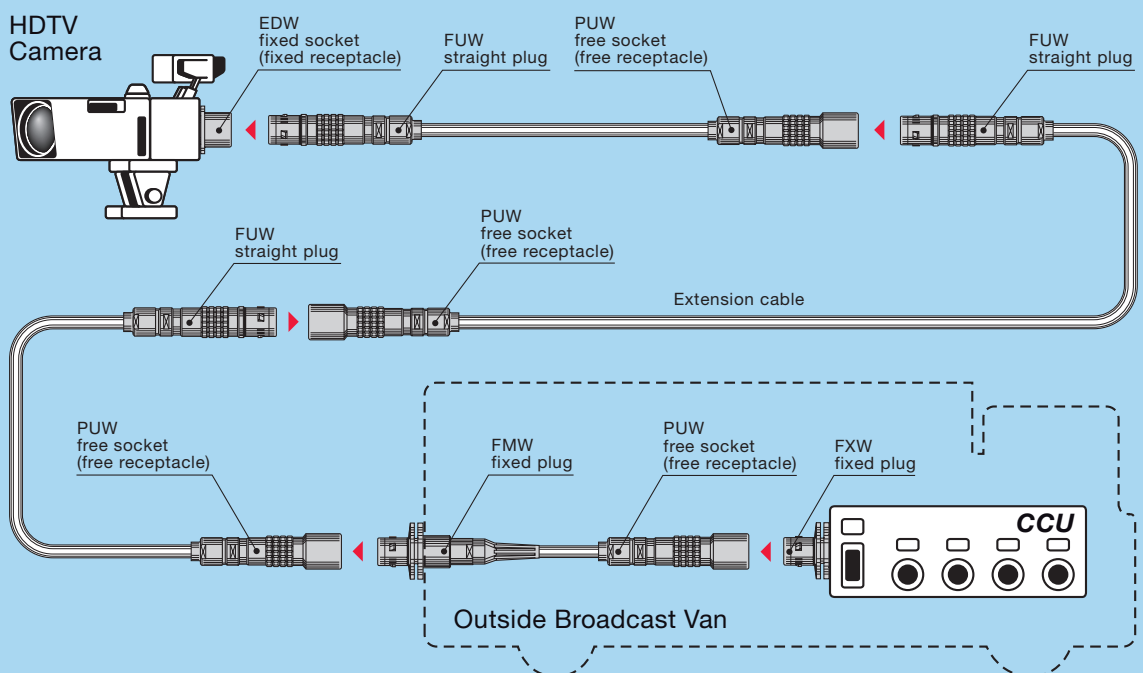 HDTV
Camera
EDW
fixed socket
(fixed receptacle)
FUW
straight plug
PUW
free socket
(free receptacle)
FUW
straight plug
FUW
straight plug
PUW
free socket
(free receptacle)
Extension cable
PUW
free socket
(free receptacle)
FMW
fixed plug
PUW
free socket
(free receptacle)
FXW
fixed plug
CCU
Outside Broadcast Van